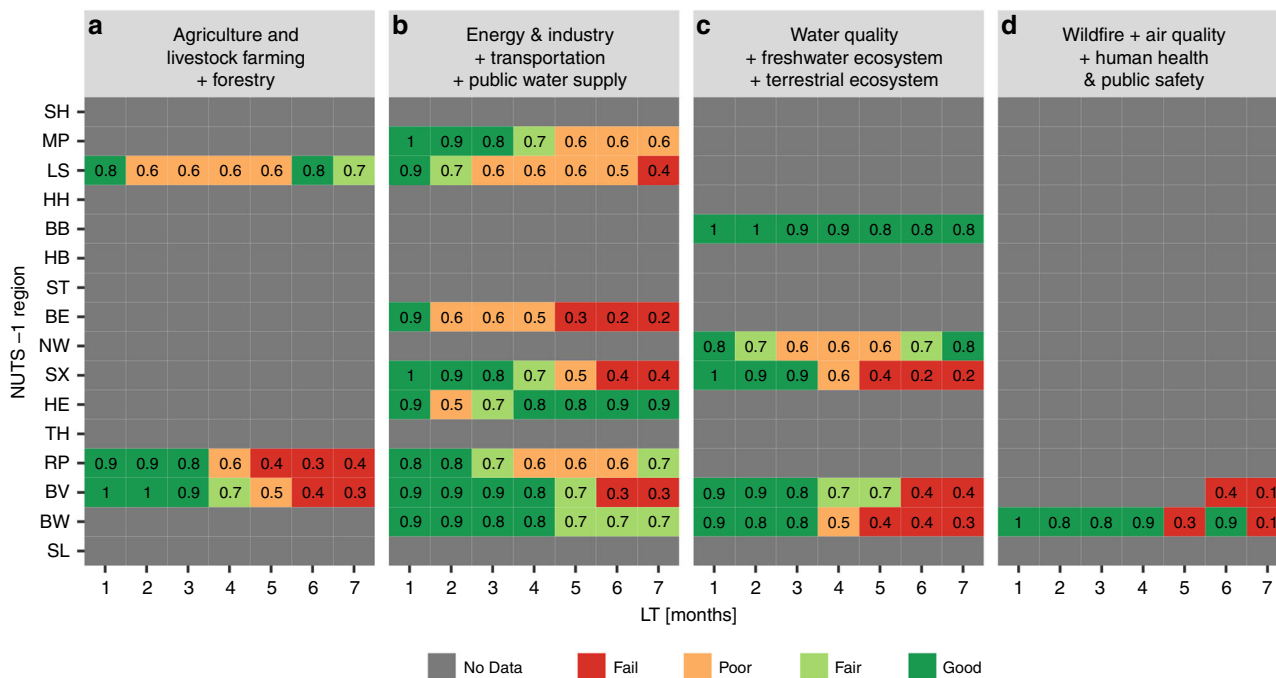 a
Agriculture and
livestock farming
+ forestry
b
Energy & industry
+ transportation
+ public water supply
c
Water quality
+ freshwater ecosystem
+ terrestrial ecosystem
d
Wildfire + air quality
+ human health
& public safety
NUTS –1 region
SH
MP 1 0.9 0.8 0.7 0.6 0.6 0.6
LS 0.8 0.6 0.6 0.6 0.6 0.8 0.7 0.9 0.7 0.6 0.6 0.6 0.5 0.4
HH
BB 1 1 0.9 0.9 0.8 0.8 0.8
HB
ST
BE 0.9 0.6 0.6 0.5 0.3 0.2 0.2
NW 0.8 0.7 0.6 0.6 0.6 0.7 0.8
SX 1 0.9 0.8 0.7 0.5 0.4 0.4 1 0.9 0.9 0.6 0.4 0.2 0.2
HE 0.9 0.5 0.7 0.8 0.8 0.9 0.9
TH
RP 0.9 0.9 0.8 0.6 0.4 0.3 0.4 0.8 0.8 0.7 0.6 0.6 0.6 0.7
BV 1 1 0.9 0.7 0.5 0.4 0.3 0.9 0.9 0.9 0.8 0.7 0.3 0.3 0.9 0.9 0.8 0.7 0.7 0.4 0.4 0.4 0.1
BW 0.9 0.9 0.8 0.8 0.7 0.7 0.7 0.9 0.8 0.8 0.5 0.4 0.4 0.3 1 0.8 0.8 0.9 0.3 0.9 0.1
SL
1 2 3 4 5 6 7 1 2 3 4 5 6 7 1 2 3 4 5 6 7 1 2 3 4 5 6 7
LT [months]
No Data Fail Poor Fair Good